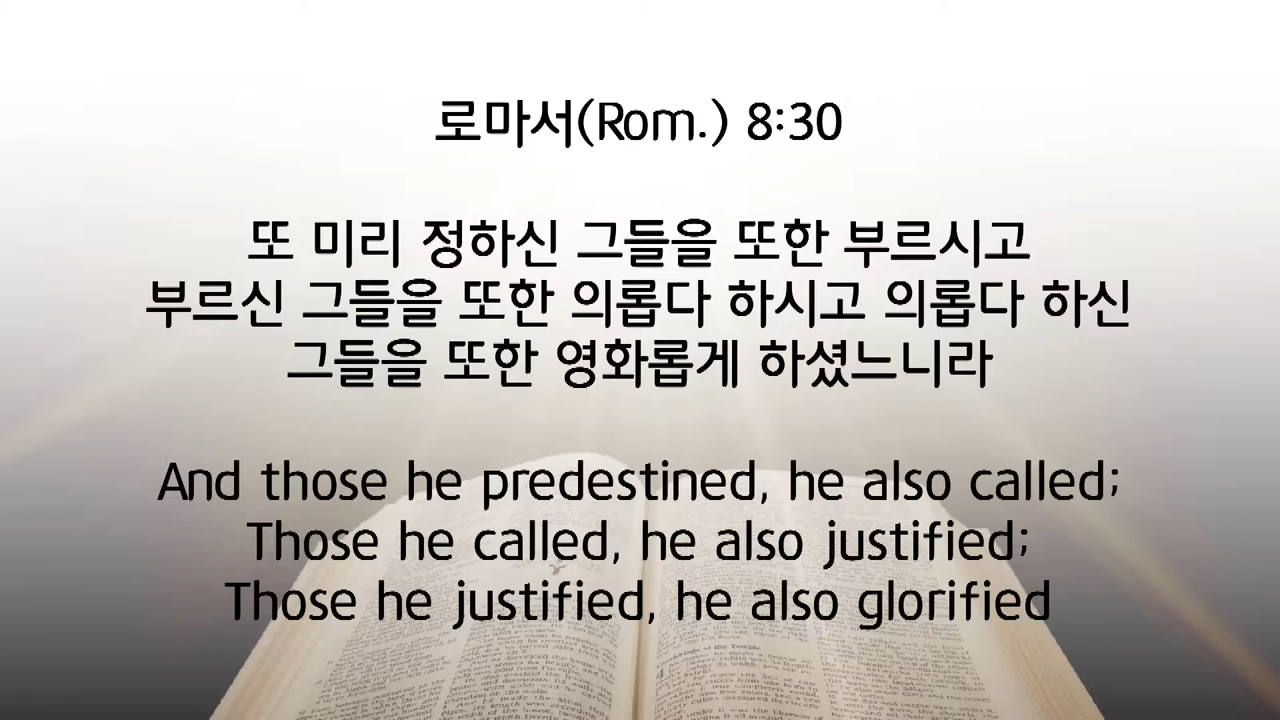 로마서(Rom.) 8:30
또 미리 정하신 그들을 또한 부르시고
부르신 그들을 또한 의롭다 하시고 의롭다 하신
그들을 또한 영화롭게 하셨느니라
And those he predestined, he also called;
Those he called, he also justified;
Those he justified, he also glorified